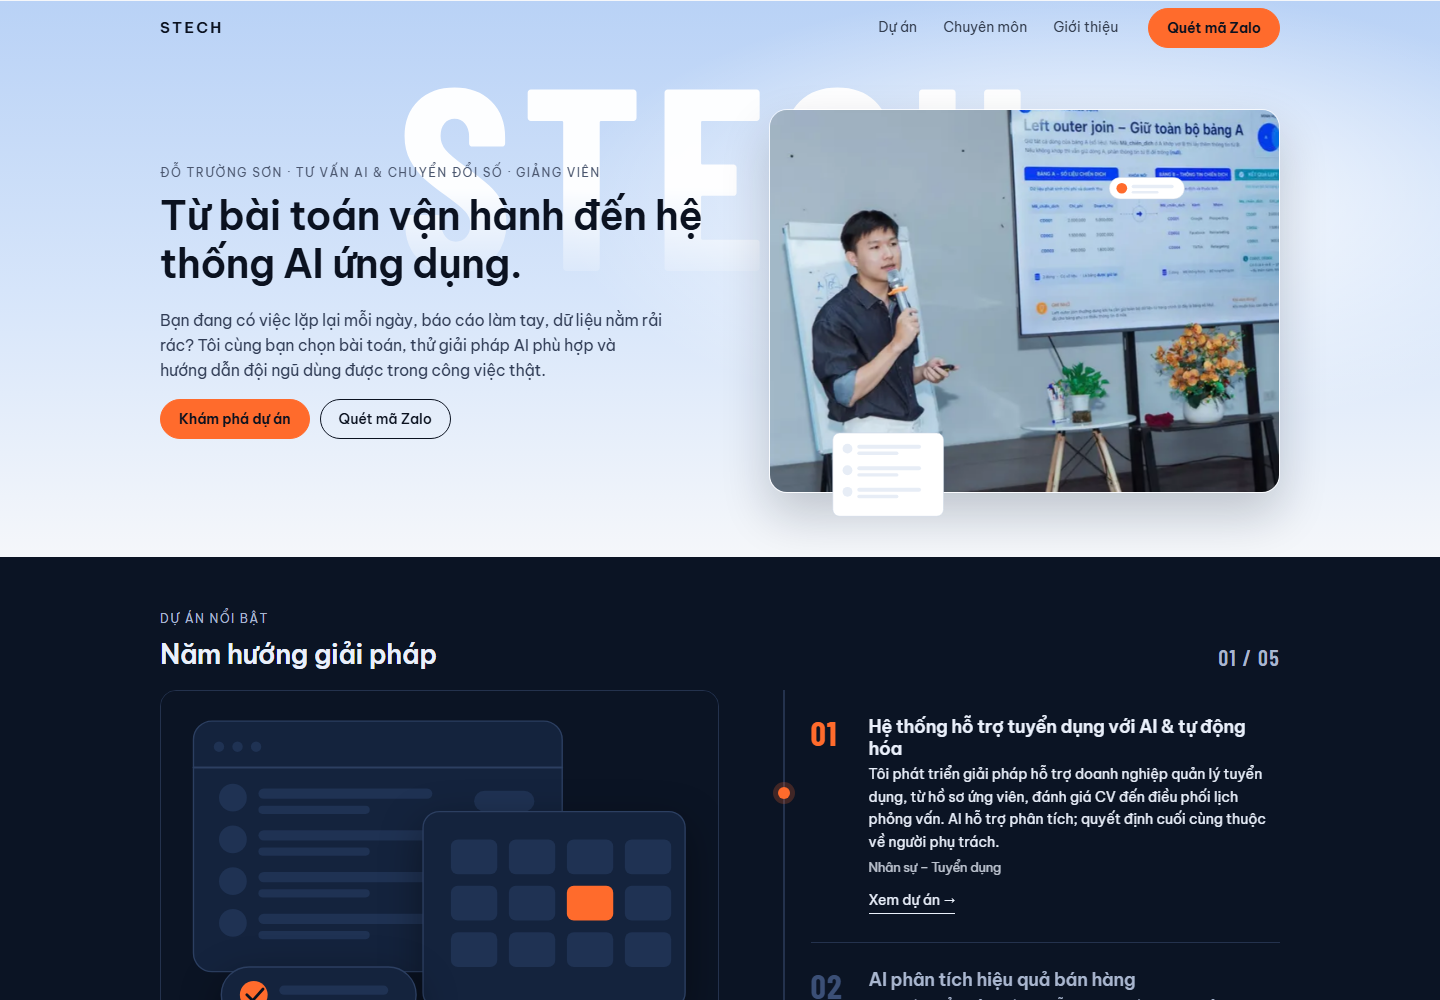 STECH
Dự án
Chuyên môn
Giới thiệu
Quét mã Zalo
STECH
ĐỖ TRƯỜNG SƠN · TƯ VẤN AI & CHUYỂN ĐỔI SỐ · GIẢNG VIÊN
Từ bài toán vận hành đến hệ
thống AI ứng dụng.
Bạn đang có việc lặp lại mỗi ngày, báo cáo làm tay, dữ liệu nằm rải
rác? Tôi cùng bạn chọn bài toán, thử giải pháp AI phù hợp và
hướng dẫn đội ngũ dùng được trong công việc thật.
Khám phá dự án
Quét mã Zalo
Left outer join – Giữ toàn bộ bảng A
DỰ ÁN NỔI BẬT
Năm hướng giải pháp
01 / 05
01
Hệ thống hỗ trợ tuyển dụng với AI & tự động
hóa
Tôi phát triển giải pháp hỗ trợ doanh nghiệp quản lý tuyển
dụng, từ hồ sơ ứng viên, đánh giá CV đến điều phối lịch
phỏng vấn. AI hỗ trợ phân tích; quyết định cuối cùng thuộc
về người phụ trách.
Nhân sự – Tuyển dụng
Xem dự án →
02
AI phân tích hiệu quả bán hàng